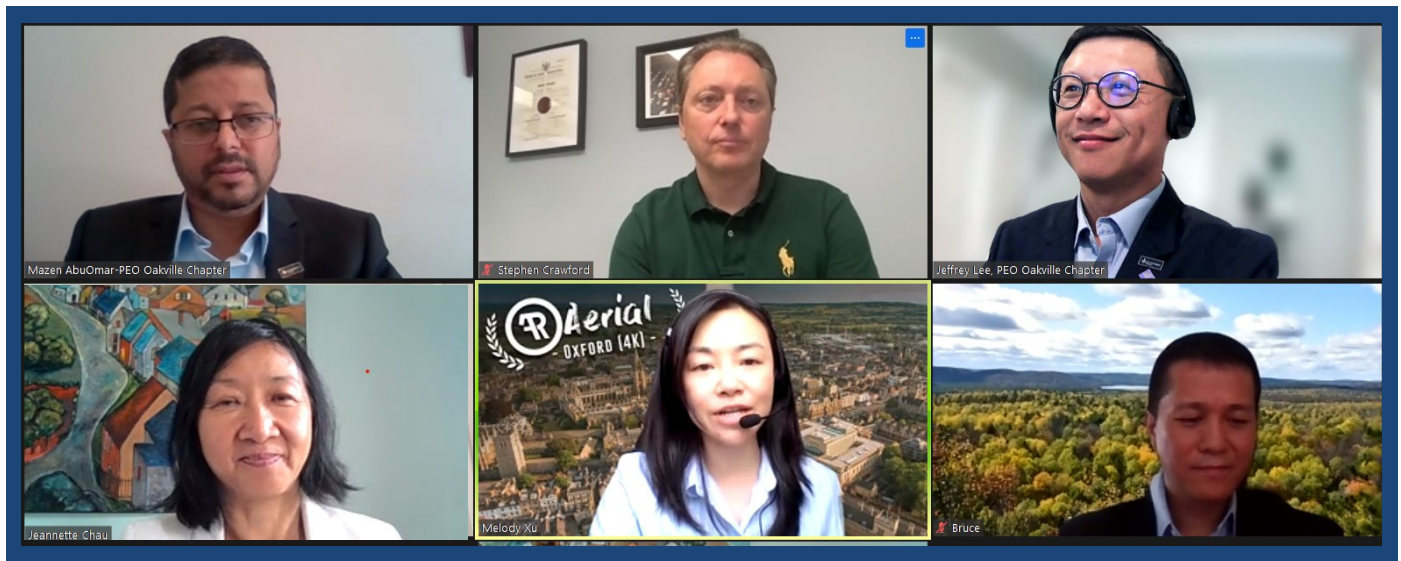 Mazen AbuOmar-PEO Oakville Chapter
Stephen Crawford
Jeffrey Lee, PEO Oakville Chapter
Aerial
- OXFORD [4K] -
Jeannette Chau
Melody Xu
Bruce